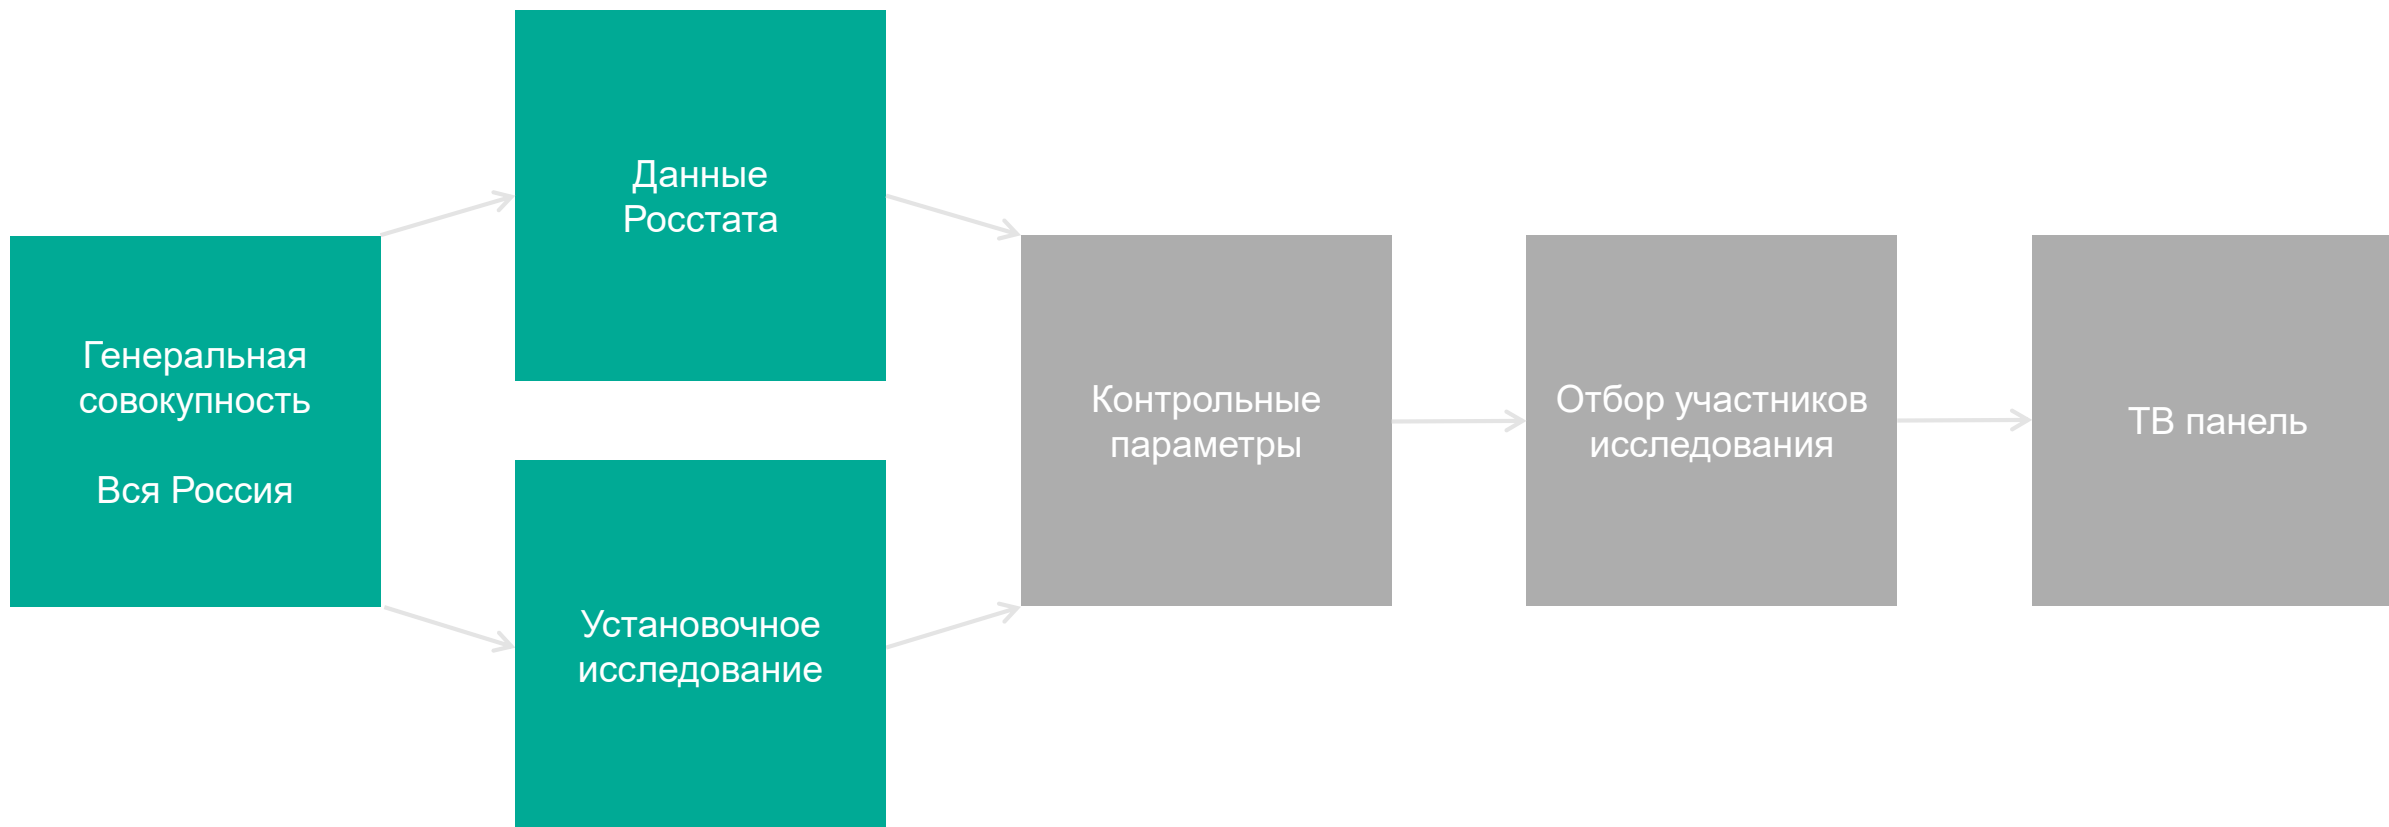 Генеральная
совокупность
Вся Россия
Данные
Росстата
Установочное
исследование
Контрольные
параметры
Отбор участников
исследования
ТВ панель